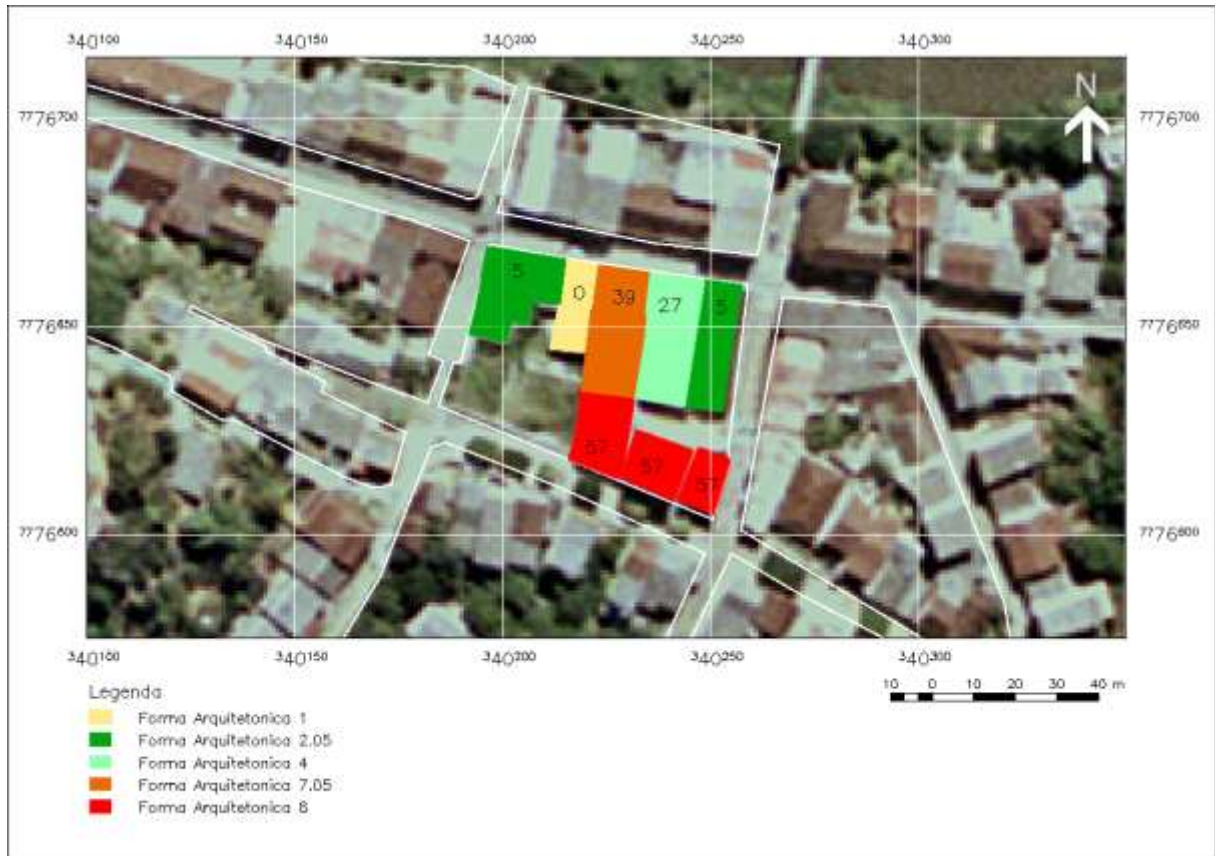 340100 340150 340200 340250 340300
N
7776700 7776700
5 0 39 27 5
7776650 7776650
57 57 57
7776600 7776600
340100 340150 340200 340250 340300
10 0 10 20 30 40 m
Legenda
Forma Arquitetonica 1
Forma Arquitetonica 2.05
Forma Arquitetonica 4
Forma Arquitetonica 7.05
Forma Arquitetonica 8